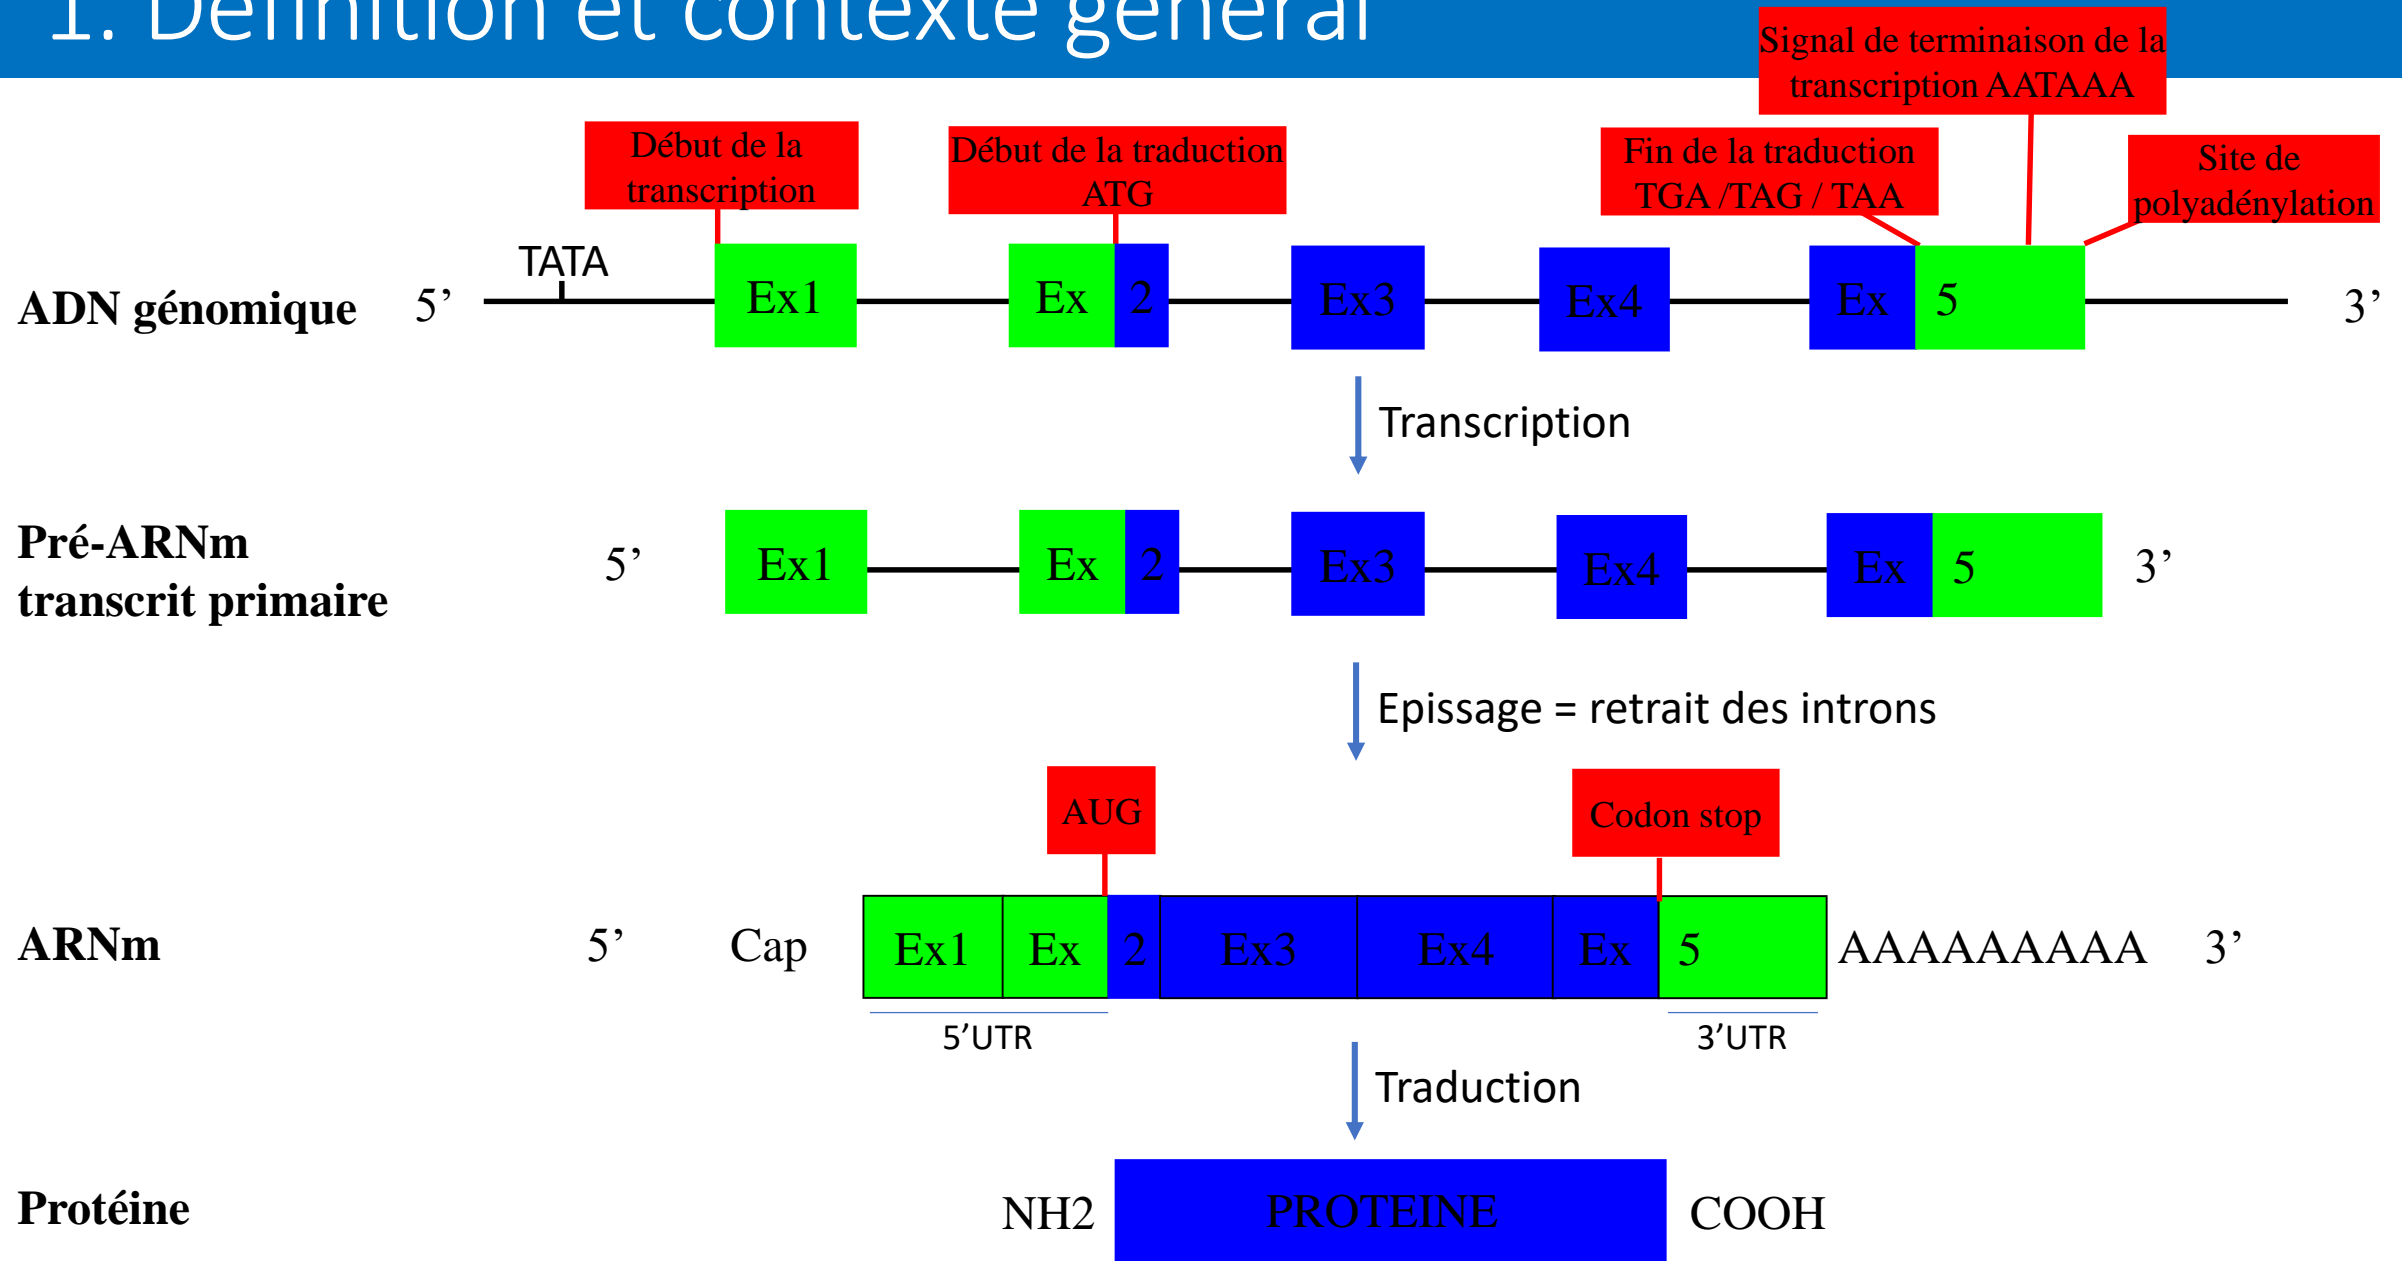 1. Définition et contexte général
Signal de terminaison de la
transcription AATAAA
Début de la
transcription
Début de la traduction
ATG
Fin de la traduction
TGA /TAG / TAA
Site de
polyadénylation
TATA
ADN génomique 5’ Ex1 Ex 2 Ex3 Ex4 Ex 5 3’
Transcription
Pré-ARNm
transcrit primaire
5’ Ex1 Ex 2 Ex3 Ex4 Ex 5 3’
Epissage = retrait des introns
AUG
Codon stop
ARNm 5’ Cap Ex1 Ex 2 Ex3 Ex4 Ex 5 AAAAAAAAA 3’
5’UTR 3’UTR
Traduction
Protéine NH2 PROTEINE COOH